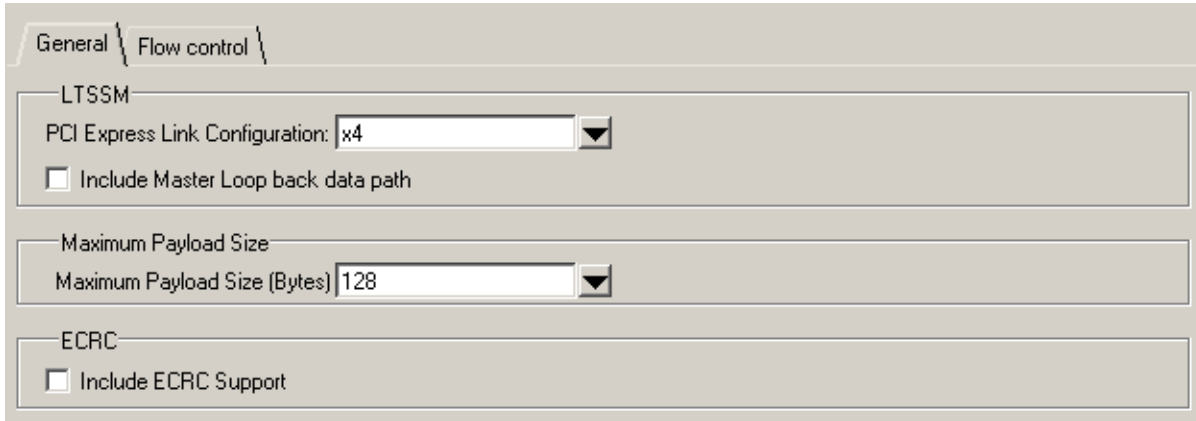 General
Flow control
LTSSM
PCI Express Link Configuration: x4
Include Master Loop back data path
Maximum Payload Size
Maximum Payload Size (Bytes) 128
ECRC
Include ECRC Support